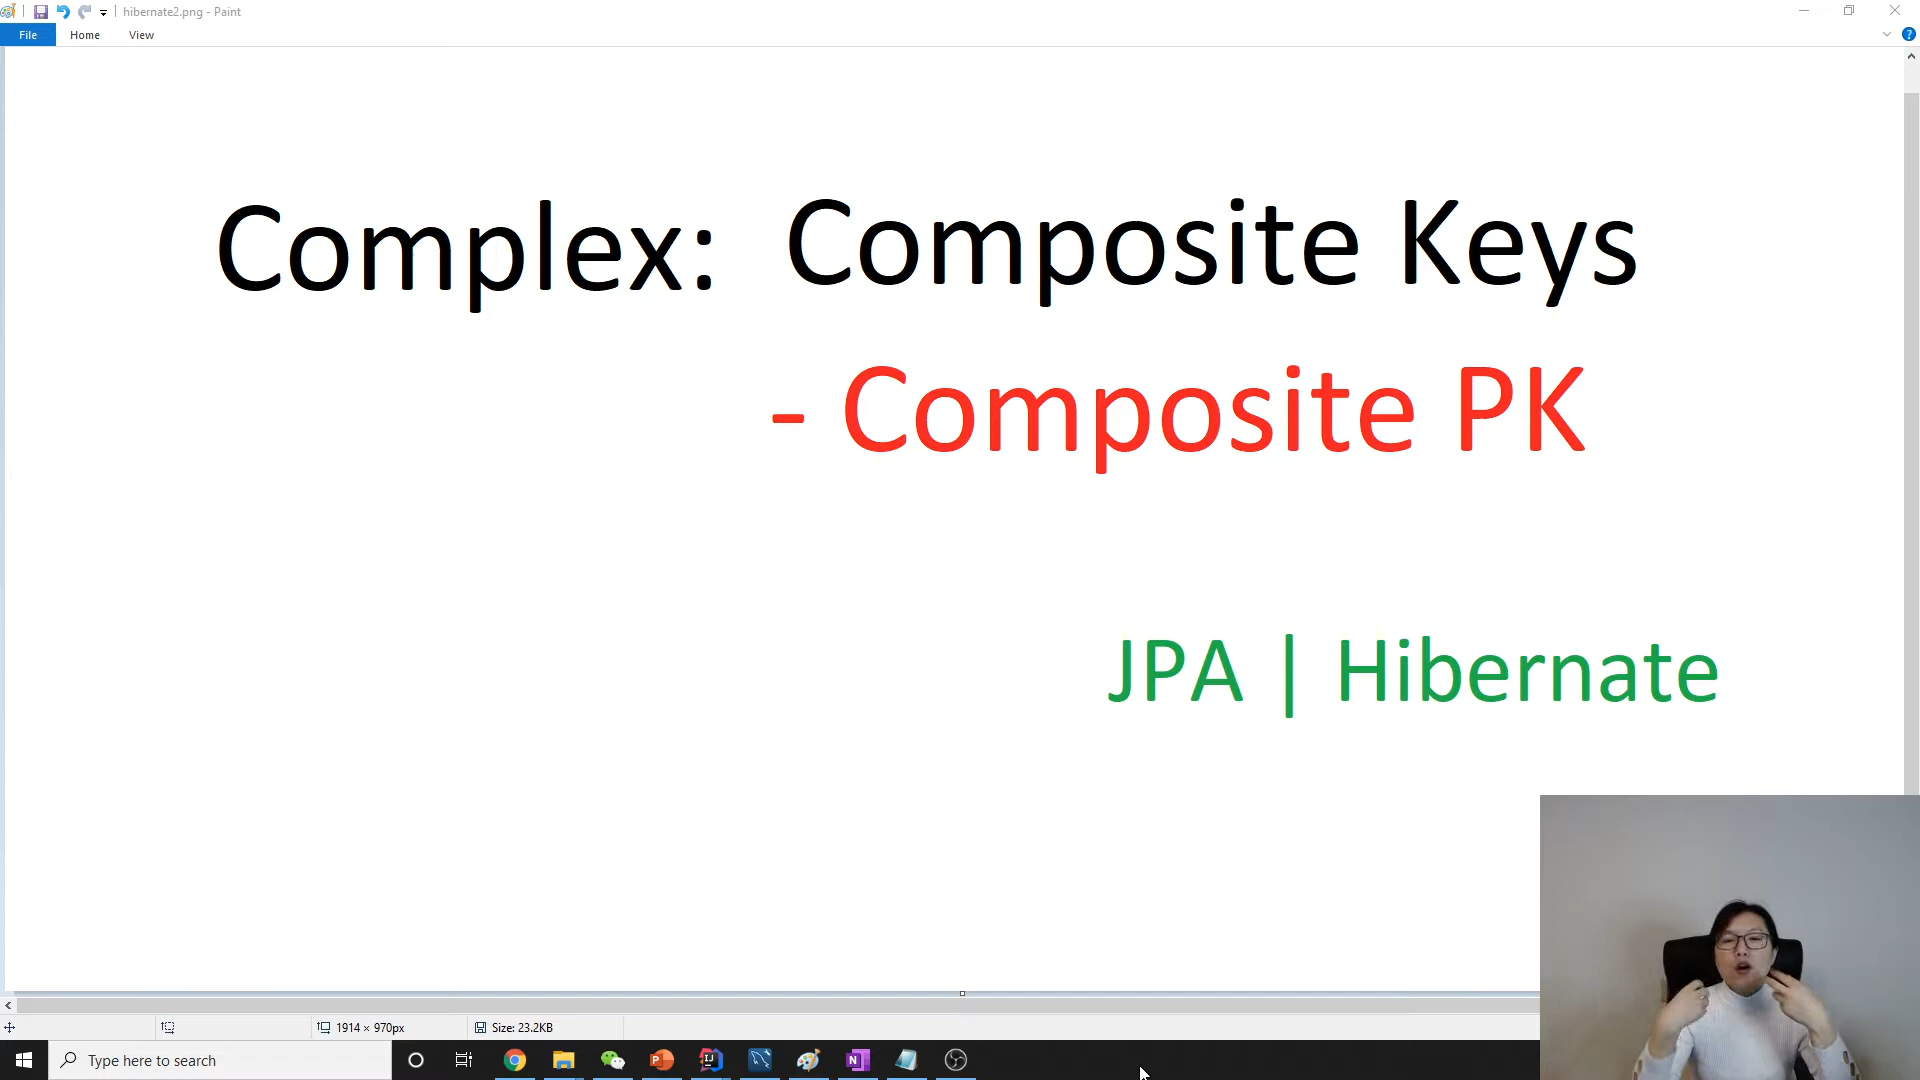 hibernate2.png - Paint
File Home View
Complex: Composite Keys
- Composite PK
JPA | Hibernate
1914 × 970px Size: 23.2KB
Type here to search